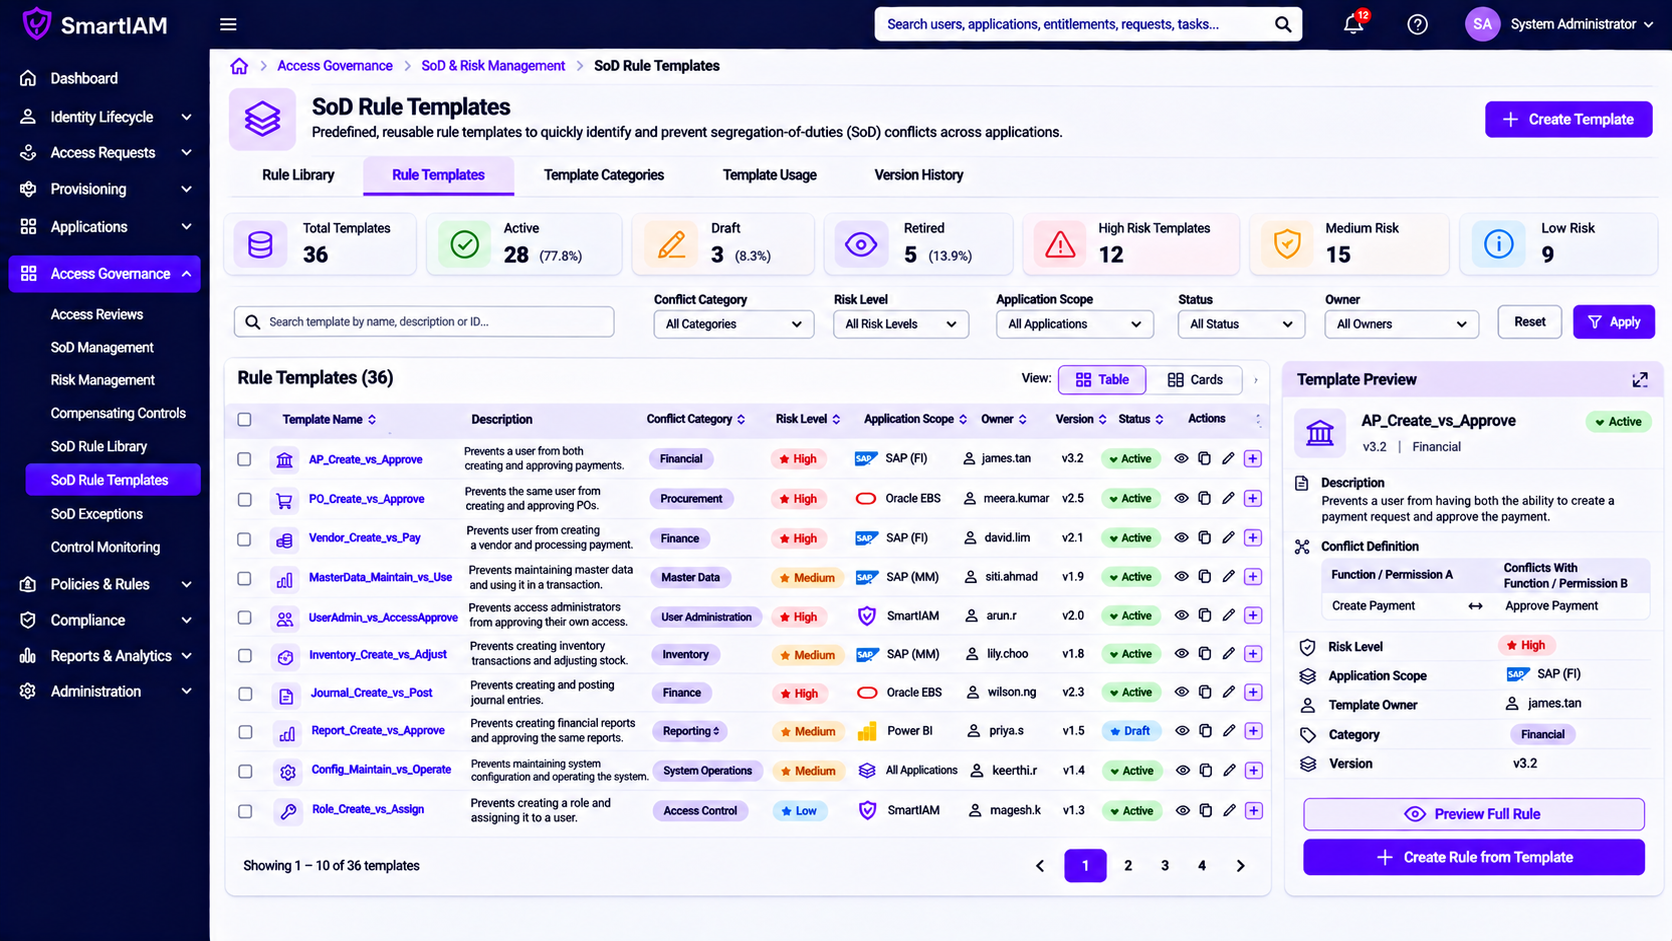 SmartIAM
Search users, applications, entitlements, requests, tasks...
12
SA
System Administrator
Dashboard
Identity Lifecycle
Access Requests
Provisioning
Applications
Access Governance
Access Reviews
SoD Management
Risk Management
Compensating Controls
SoD Rule Library
SoD Rule Templates
SoD Exceptions
Control Monitoring
Policies & Rules
Compliance
Reports & Analytics
Administration
Access Governance > SoD & Risk Management > SoD Rule Templates
SoD Rule Templates
Predefined, reusable rule templates to quickly identify and prevent segregation-of-duties (SoD) conflicts across applications.
Create Template
Rule Library Rule Templates Template Categories Template Usage Version History
Total Templates
36
Active
28 (77.8%)
Draft
3 (8.3%)
Retired
5 (13.9%)
High Risk Templates
12
Medium Risk
15
Low Risk
9
Search template by name, description or ID...
Conflict Category
All Categories
Risk Level
All Risk Levels
Application Scope
All Applications
Status
All Status
Owner
All Owners
Reset
Apply
Rule Templates (36)
View: Table Cards
Template Name Description Conflict Category Risk Level Application Scope Owner Version Status Actions
AP_Create_vs_Approve Prevents a user from both
creating and approving payments. Financial High SAP SAP (FI) james.tan v3.2 Active
PO_Create_vs_Approve Prevents the same user from
creating and approving POs. Procurement High Oracle EBS meera.kumar v2.5 Active
Vendor_Create_vs_Pay Prevents user from creating
a vendor and processing payment. Finance High SAP SAP (FI) david.lim v2.1 Active
MasterData_Maintain_vs_Use Prevents maintaining master data
and using it in a transaction. Master Data Medium SAP SAP (MM) siti.ahmad v1.9 Active
UserAdmin_vs_AccessApprove Prevents access administrators
from approving their own access. User Administration High SmartIAM arun.r v2.0 Active
Inventory_Create_vs_Adjust Prevents creating inventory
transactions and adjusting stock. Inventory Medium SAP SAP (MM) lily.choo v1.8 Active
Journal_Create_vs_Post Prevents creating and posting
journal entries. Finance High Oracle EBS wilson.ng v2.3 Active
Report_Create_vs_Approve Prevents creating financial reports
and approving the same reports. Reporting Medium Power BI priya.s v1.5 Draft
Config_Maintain_vs_Operate Prevents maintaining system
configuration and operating the system. System Operations Medium All Applications keerthi.r v1.4 Active
Role_Create_vs_Assign Prevents creating a role and
assigning it to a user. Access Control Low SmartIAM magesh.k v1.3 Active
Showing 1 – 10 of 36 templates
1 2 3 4
Template Preview
AP_Create_vs_Approve
Active
v3.2 | Financial
Description
Prevents a user from having both the ability to create a
payment request and approve the payment.
Conflict Definition
Function / Permission A
Conflicts With
Function / Permission B
Create Payment ↔ Approve Payment
Risk Level High
Application Scope SAP SAP (FI)
Template Owner james.tan
Category Financial
Version v3.2
Preview Full Rule
Create Rule from Template